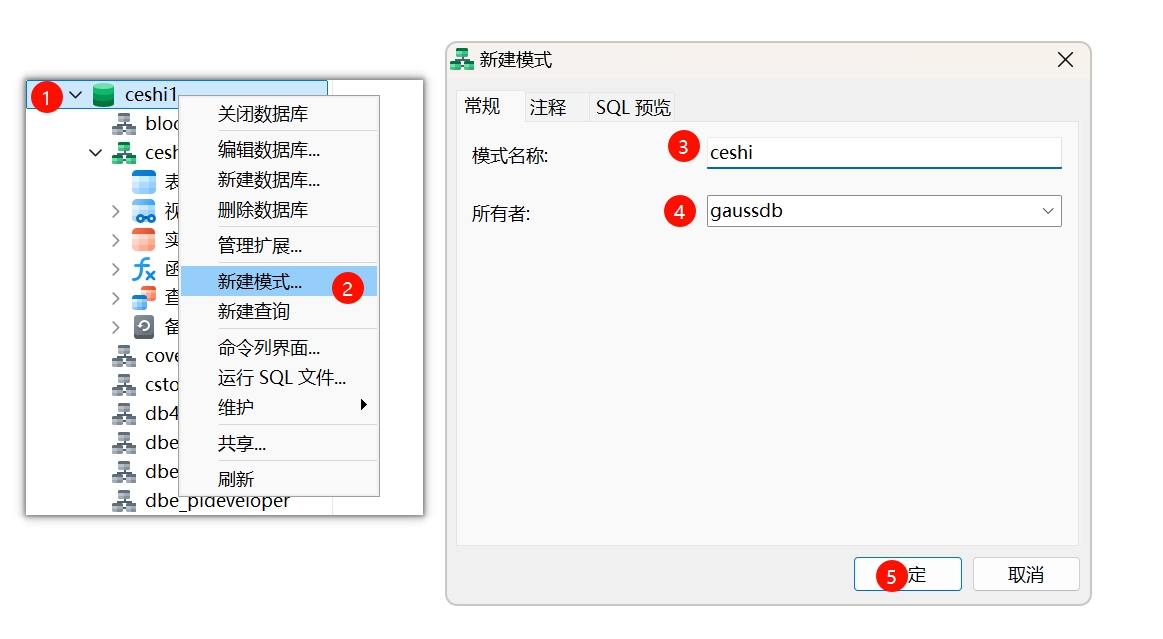 1
ceshi1
关闭数据库
编辑数据库...
新建数据库...
删除数据库
管理扩展...
新建模式...
2
新建查询
命令列界面...
运行 SQL 文件...
维护
共享...
刷新
bloc
cesh
表
视
实
函
查
备
cove
csto
db4
dbe
dbe
dbe_pldeveloper
新建模式
常规
注释
SQL 预览
模式名称:
3
ceshi
所有者:
4
gaussdb
5
定
取消